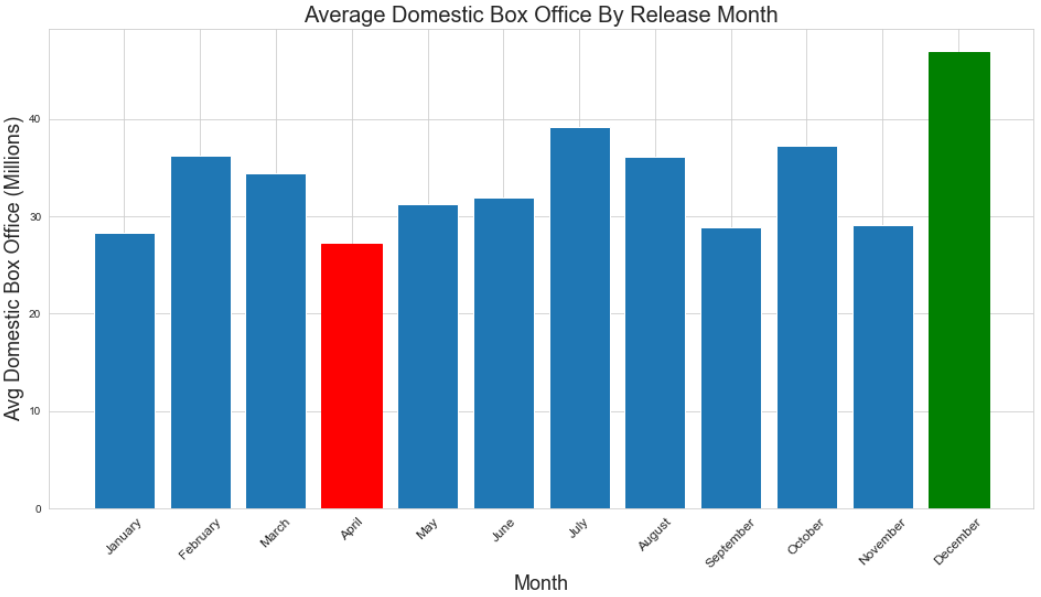 Average Domestic Box Office By Release Month
Avg Domestic Box Office (Millions)
40
30
20
10
0
January
February
March
April
May
June
July
August
September
October
November
December
Month